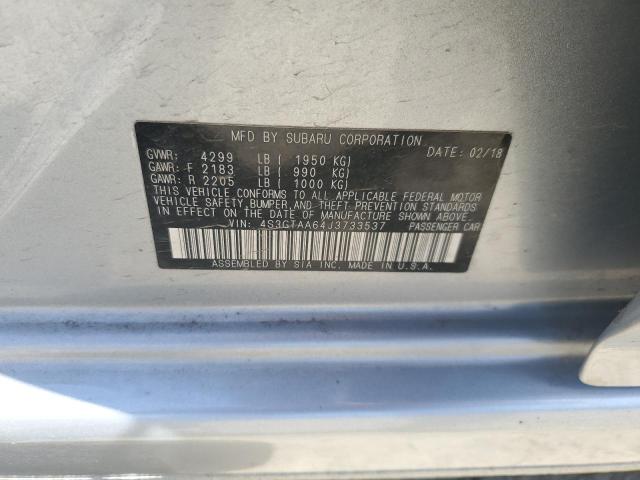 MFD BY SUBARU CORPORATION DATE: 02/18
GVWR: 4299 LB ( 1950 KG)
GAWR: F 2183 LB ( 990 KG)
GAWR: R 2205 LB ( 1000 KG)
THIS VEHICLE CONFORMS TO ALL APPLICABLE FEDERAL MOTOR
VEHICLE SAFETY, BUMPER, AND THEFT PREVENTION STANDARDS
IN EFFECT ON THE DATE OF MANUFACTURE SHOWN ABOVE.
VIN: 4S3GTAA64J3733537 PASSENGER CAR
ASSEMBLED BY SIA INC. MADE IN U.S.A.